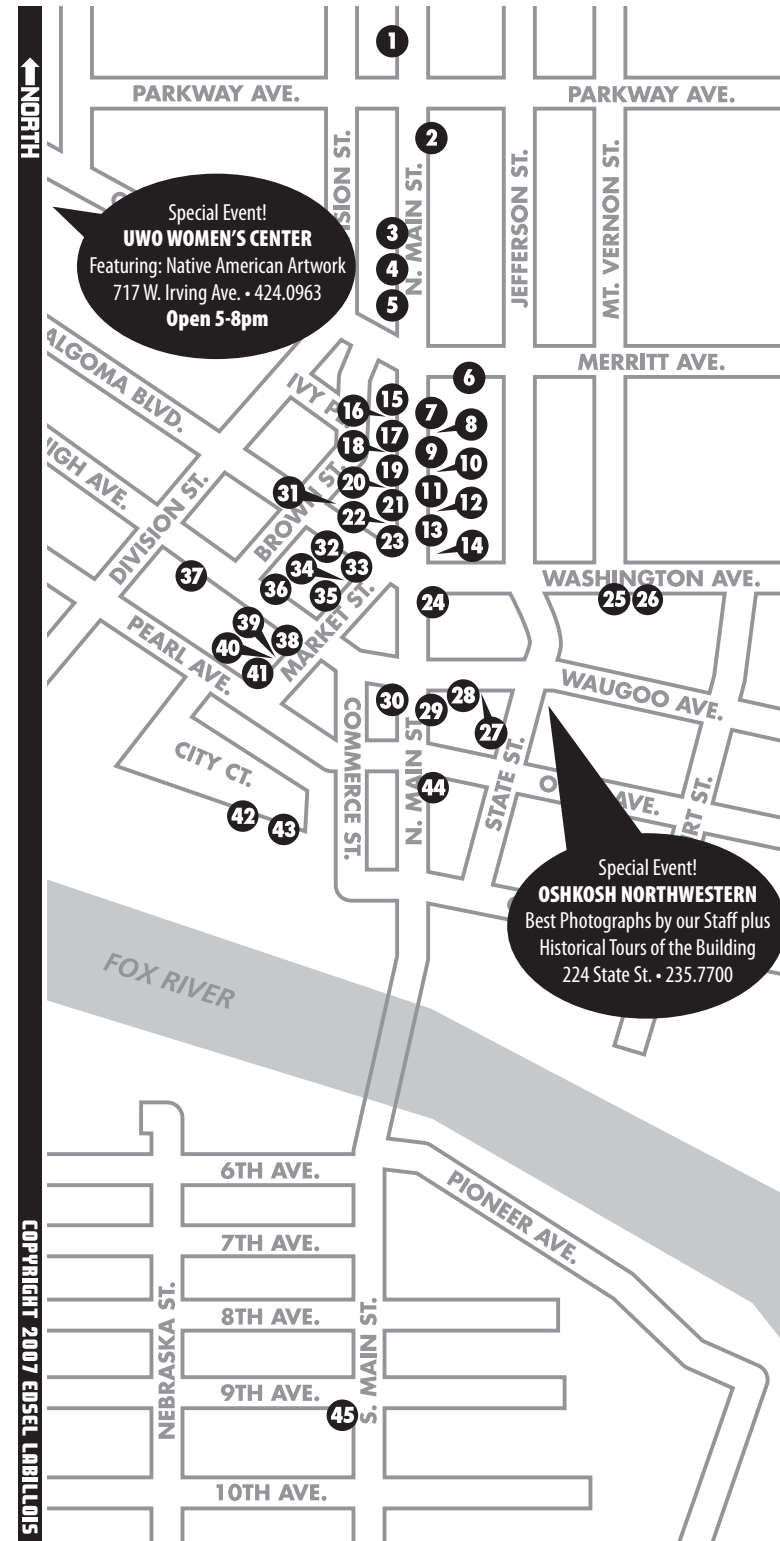 ←NORTH
COPYRIGHT 2007 EDSEL LABILLOIS
1
PARKWAY AVE.
PARKWAY AVE.
2
DIVISION ST.
N. MAIN ST.
JEFFERSON ST.
MT. VERNON ST.
Special Event!
UWO WOMEN'S CENTER
Featuring: Native American Artwork
717 W. Irving Ave. • 424.0963
Open 5-8pm
3
4
5
MERRITT AVE.
6
ALGOMA BLVD.
HIGH AVE.
DIVISION ST.
BROWN ST.
15
16
7
8
17
18
9
10
19
20
11
12
31
21
22
13
14
23
32
33
34
35
36
37
MARKET ST.
WASHINGTON AVE.
24
25
26
38
39
40
41
PEARL AVE.
WAUGOO AVE.
30
29
28
27
COMMERCE ST.
N. MAIN ST.
STATE ST.
CITY CT.
44
AVE.
42
43
Special Event!
OSHKOSH NORTHWESTERN
Best Photographs by our Staff plus
Historical Tours of the Building
224 State St. • 235.7700
FOX RIVER
6TH AVE.
PIONEER AVE.
7TH AVE.
8TH AVE.
NEBRASKA ST.
S. MAIN ST.
9TH AVE.
45
10TH AVE.